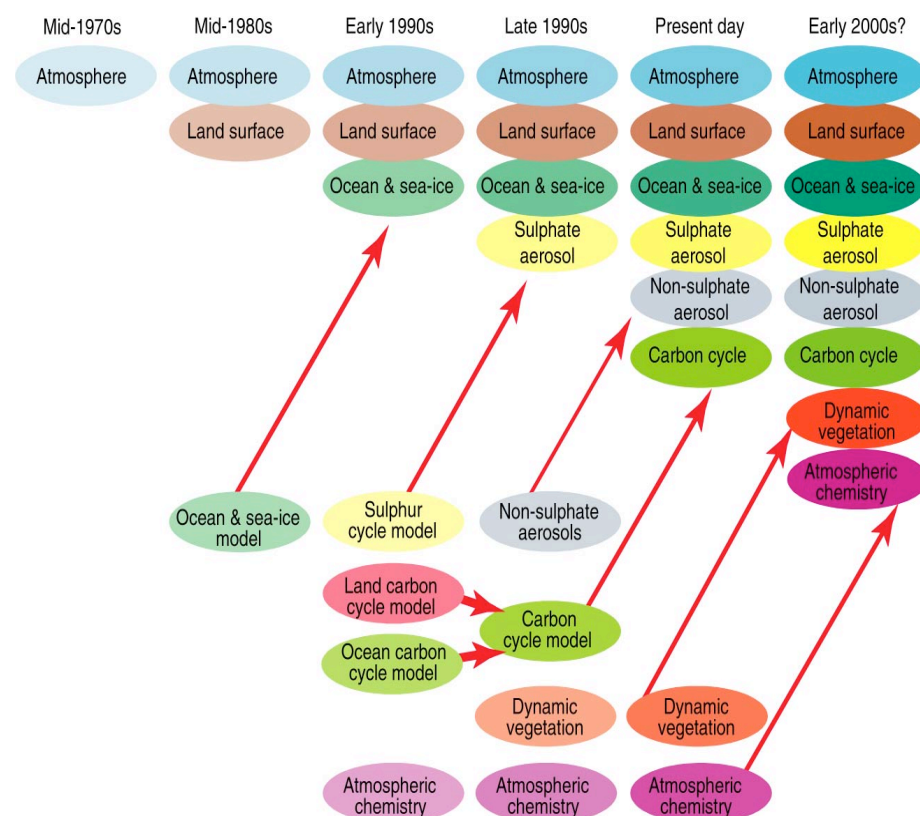 Mid-1970s
Mid-1980s
Early 1990s
Late 1990s
Present day
Early 2000s?
Atmosphere
Atmosphere
Atmosphere
Atmosphere
Atmosphere
Atmosphere
Land surface
Land surface
Land surface
Land surface
Land surface
Ocean & sea-ice
Ocean & sea-ice
Ocean & sea-ice
Ocean & sea-ice
Sulphate
aerosol
Sulphate
aerosol
Sulphate
aerosol
Non-sulphate
aerosol
Non-sulphate
aerosol
Carbon cycle
Carbon cycle
Dynamic
vegetation
Atmospheric
chemistry
Ocean & sea-ice
model
Sulphur
cycle model
Non-sulphate
aerosols
Land carbon
cycle model
Carbon
cycle model
Ocean carbon
cycle model
Dynamic
vegetation
Dynamic
vegetation
Atmospheric
chemistry
Atmospheric
chemistry
Atmospheric
chemistry